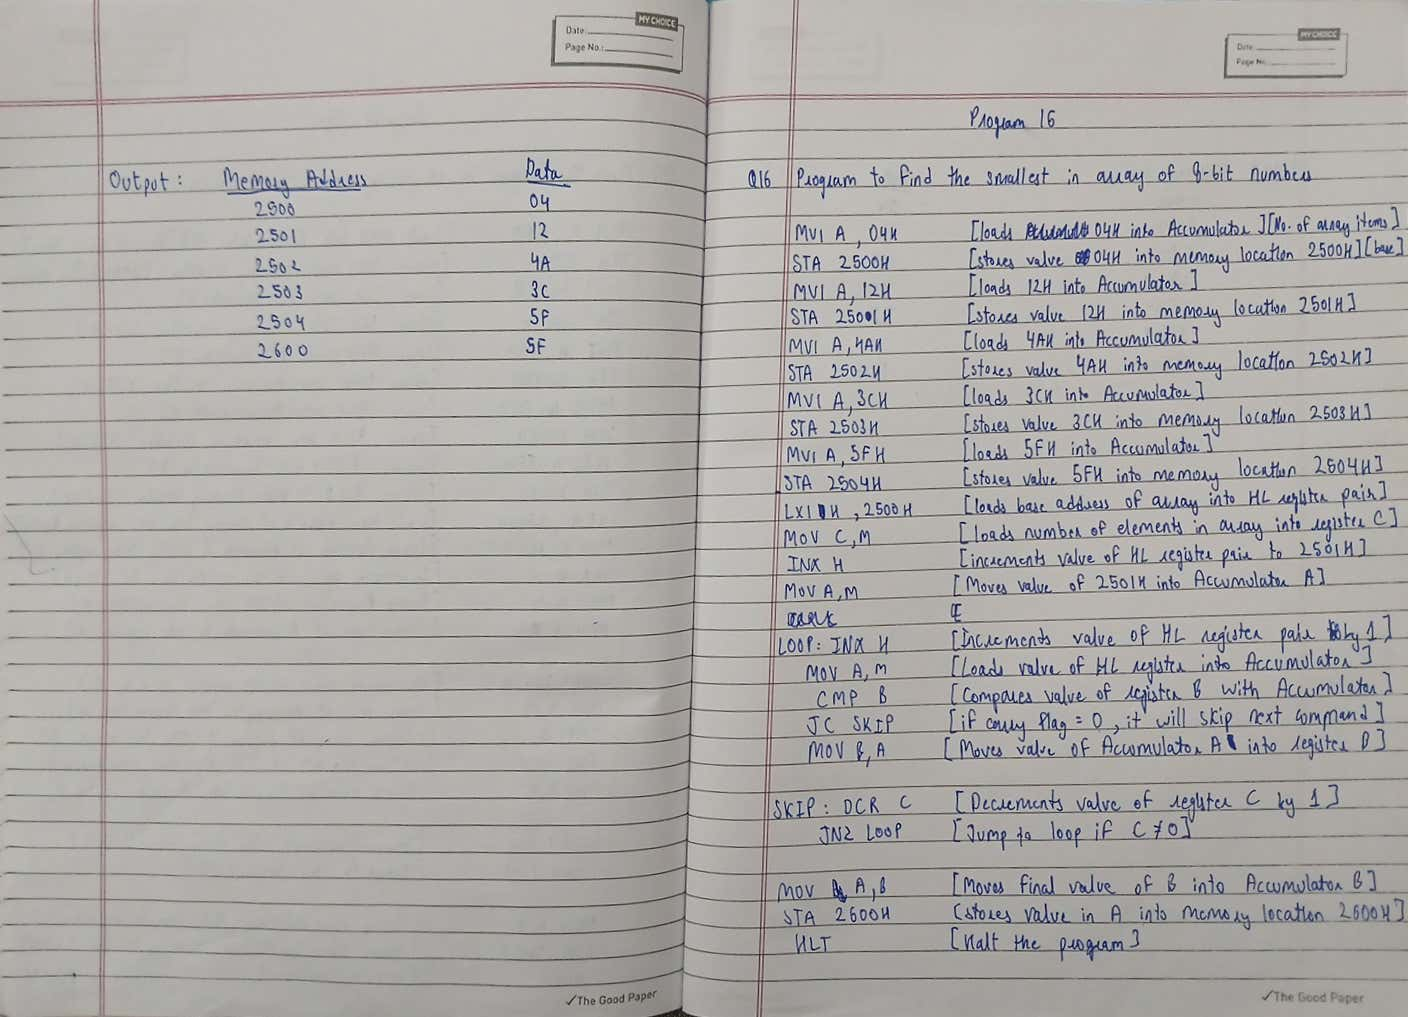 MY CHOICE
Date
Page No.:
Output : Memory Address Data
2500 04
2501 12
2502 4A
2503 3C
2504 5F
2600 5F
✓The Good Paper
MY CHOICE
Date
Page No.
Program 16
Q16 Program to find the smallest in array of 8-bit numbers
MVI A, 04H [loads 04H into Accumulator] [No. of array items]
STA 2500H [stores value 04H into memory location 2500H] [base]
MVI A, 12H [loads 12H into Accumulator]
STA 2501H [stores value 12H into memory location 2501H]
MVI A, 4AH [loads 4AH into Accumulator]
STA 2502H [stores value 4AH into memory location 2502H]
MVI A, 3CH [loads 3CH into Accumulator]
STA 2503H [stores value 3CH into memory location 2503H]
MVI A, 5FH [loads 5FH into Accumulator]
STA 2504H [stores value 5FH into memory location 2504H]
LXI H, 2500H [loads base address of array into HL register pair]
MOV C, M [loads number of elements in array into register C]
INX H [increments value of HL register pair to 2501H]
MOV A, M [Moves value of 2501H into Accumulator A]
LOOP: INX H [Increments value of HL register pair by 1]
MOV A, M [Loads value of HL register into Accumulator]
CMP B [Compares value of register B with Accumulator]
JC SKIP [if carry flag = 0, it will skip next command]
MOV B, A [Moves value of Accumulator A into register B]
SKIP: DCR C [Decrements value of register C by 1]
JNZ LOOP [Jump to loop if C ≠ 0]
MOV A, B [Moves final value of B into Accumulator B]
STA 2600H [stores value in A into memory location 2600H]
HLT [Halt the program]
✓The Good Paper